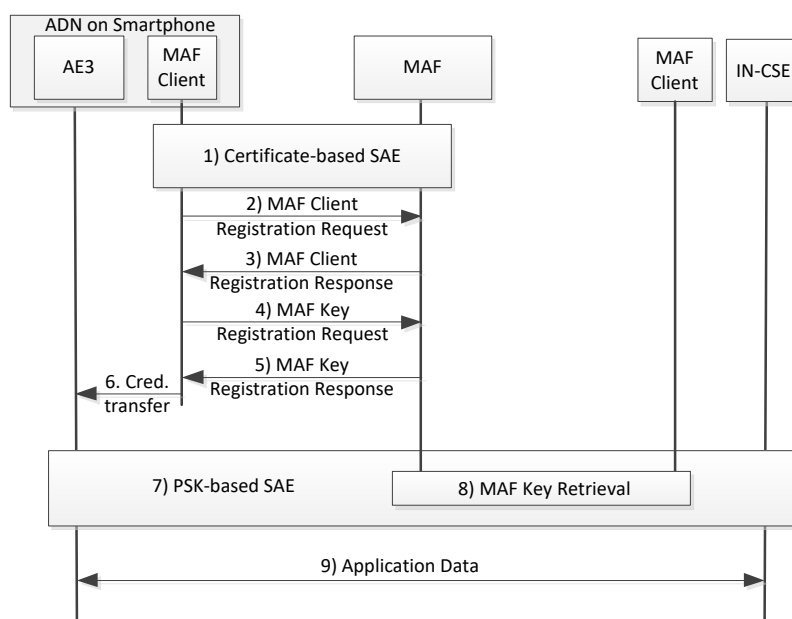 ADN on Smartphone
AE3
MAF
Client
MAF
MAF
Client
IN-CSE
1) Certificate-based SAE
2) MAF Client
Registration Request
3) MAF Client
Registration Response
4) MAF Key
Registration Request
5) MAF Key
Registration Response
6. Cred.
transfer
7) PSK-based SAE
8) MAF Key Retrieval
9) Application Data